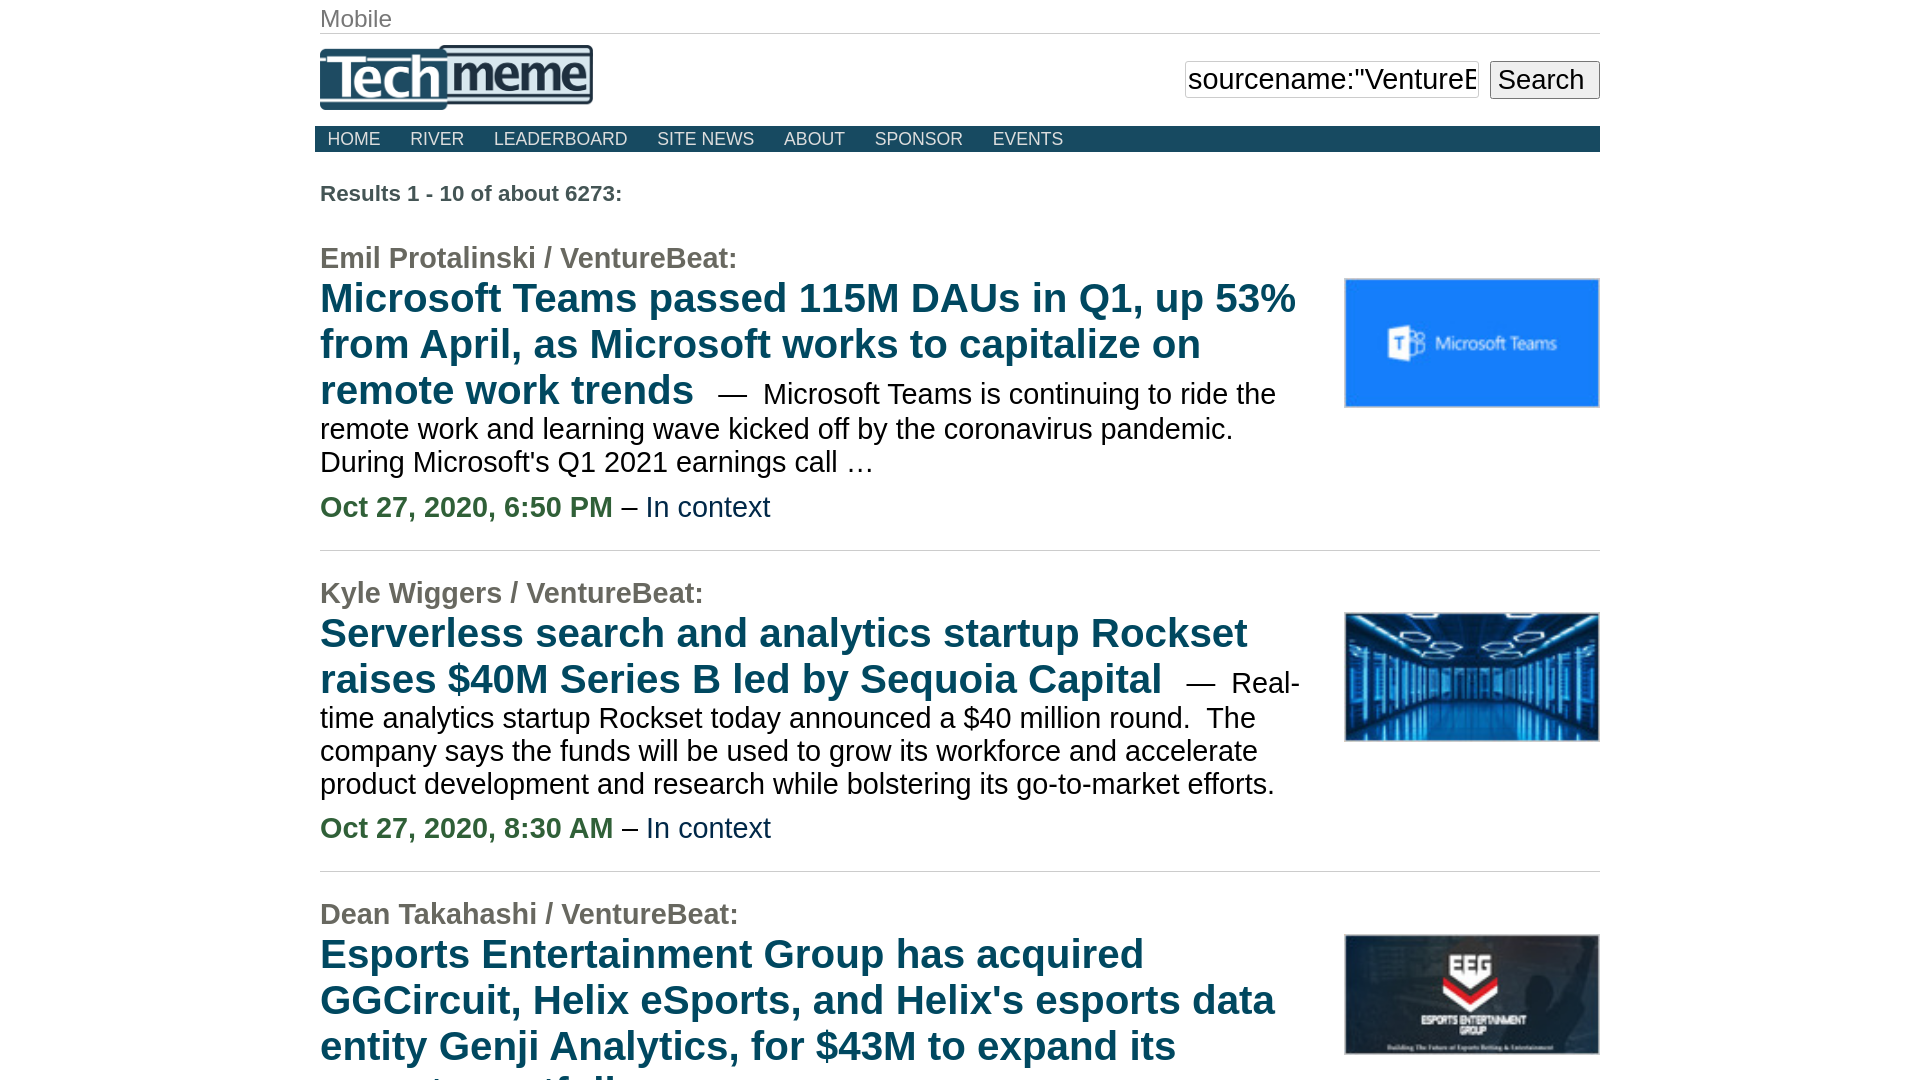 Mobile
Techmeme
sourcename:"VentureB
Search
HOME RIVER LEADERBOARD SITE NEWS ABOUT SPONSOR EVENTS
Results 1 - 10 of about 6273:
Emil Protalinski / VentureBeat:
Microsoft Teams passed 115M DAUs in Q1, up 53%
from April, as Microsoft works to capitalize on
remote work trends — Microsoft Teams is continuing to ride the
remote work and learning wave kicked off by the coronavirus pandemic.
During Microsoft's Q1 2021 earnings call …
Oct 27, 2020, 6:50 PM – In context
Microsoft Teams
Kyle Wiggers / VentureBeat:
Serverless search and analytics startup Rockset
raises $40M Series B led by Sequoia Capital — Real-
time analytics startup Rockset today announced a $40 million round. The
company says the funds will be used to grow its workforce and accelerate
product development and research while bolstering its go-to-market efforts.
Oct 27, 2020, 8:30 AM – In context
Dean Takahashi / VentureBeat:
Esports Entertainment Group has acquired
GGCircuit, Helix eSports, and Helix's esports data
entity Genji Analytics, for $43M to expand its
EEG
ESPORTS ENTERTAINMENT
GROUP
Building The Future of Esports Betting & Entertainment